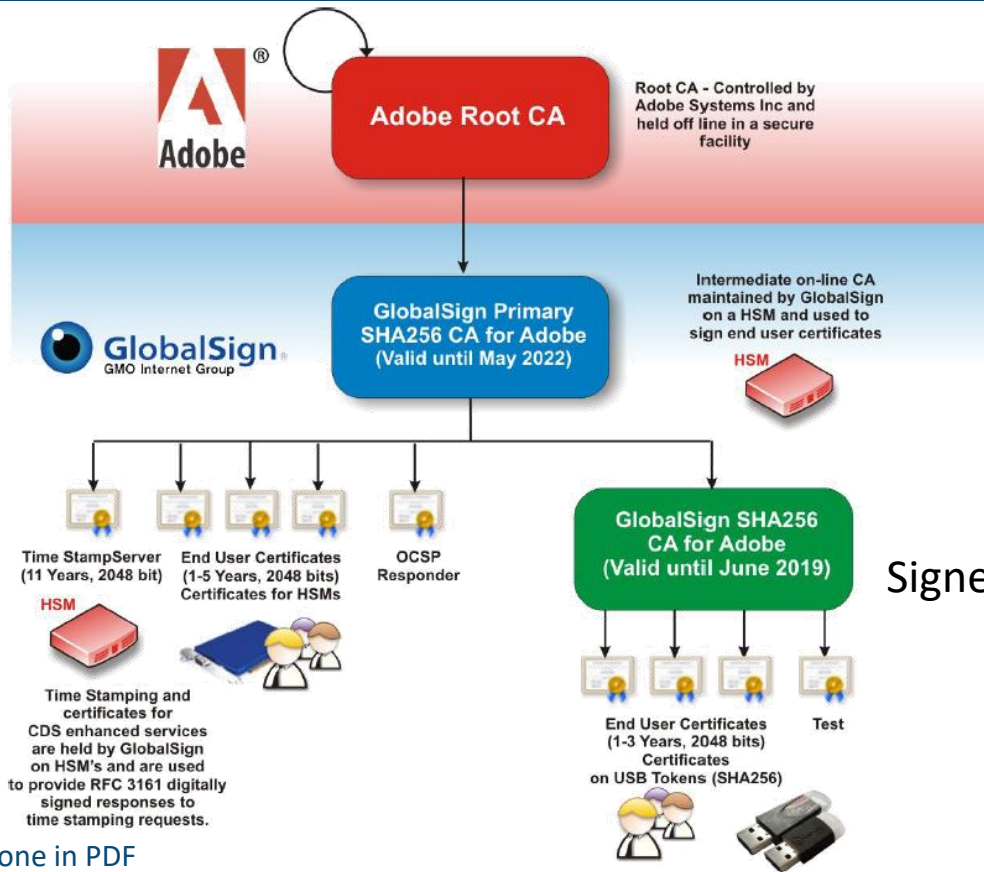 ®
Adobe
Adobe Root CA
Root CA - Controlled by
Adobe Systems Inc and
held off line in a secure
facility
GlobalSign®
GMO Internet Group
GlobalSign Primary
SHA256 CA for Adobe
(Valid until May 2022)
Intermediate on-line CA
maintained by GlobalSign
on a HSM and used to
sign end user certificates
HSM
Time StampServer
(11 Years, 2048 bit)
HSM
End User Certificates
(1-5 Years, 2048 bits)
Certificates for HSMs
OCSP
Responder
GlobalSign SHA256
CA for Adobe
(Valid until June 2019)
Signe
Time Stamping and
certificates for
CDS enhanced services
are held by GlobalSign
on HSM's and are used
to provide RFC 3161 digitally
signed responses to
time stamping requests.
End User Certificates
(1-3 Years, 2048 bits)
Certificates
on USB Tokens (SHA256)
Test
one in PDF